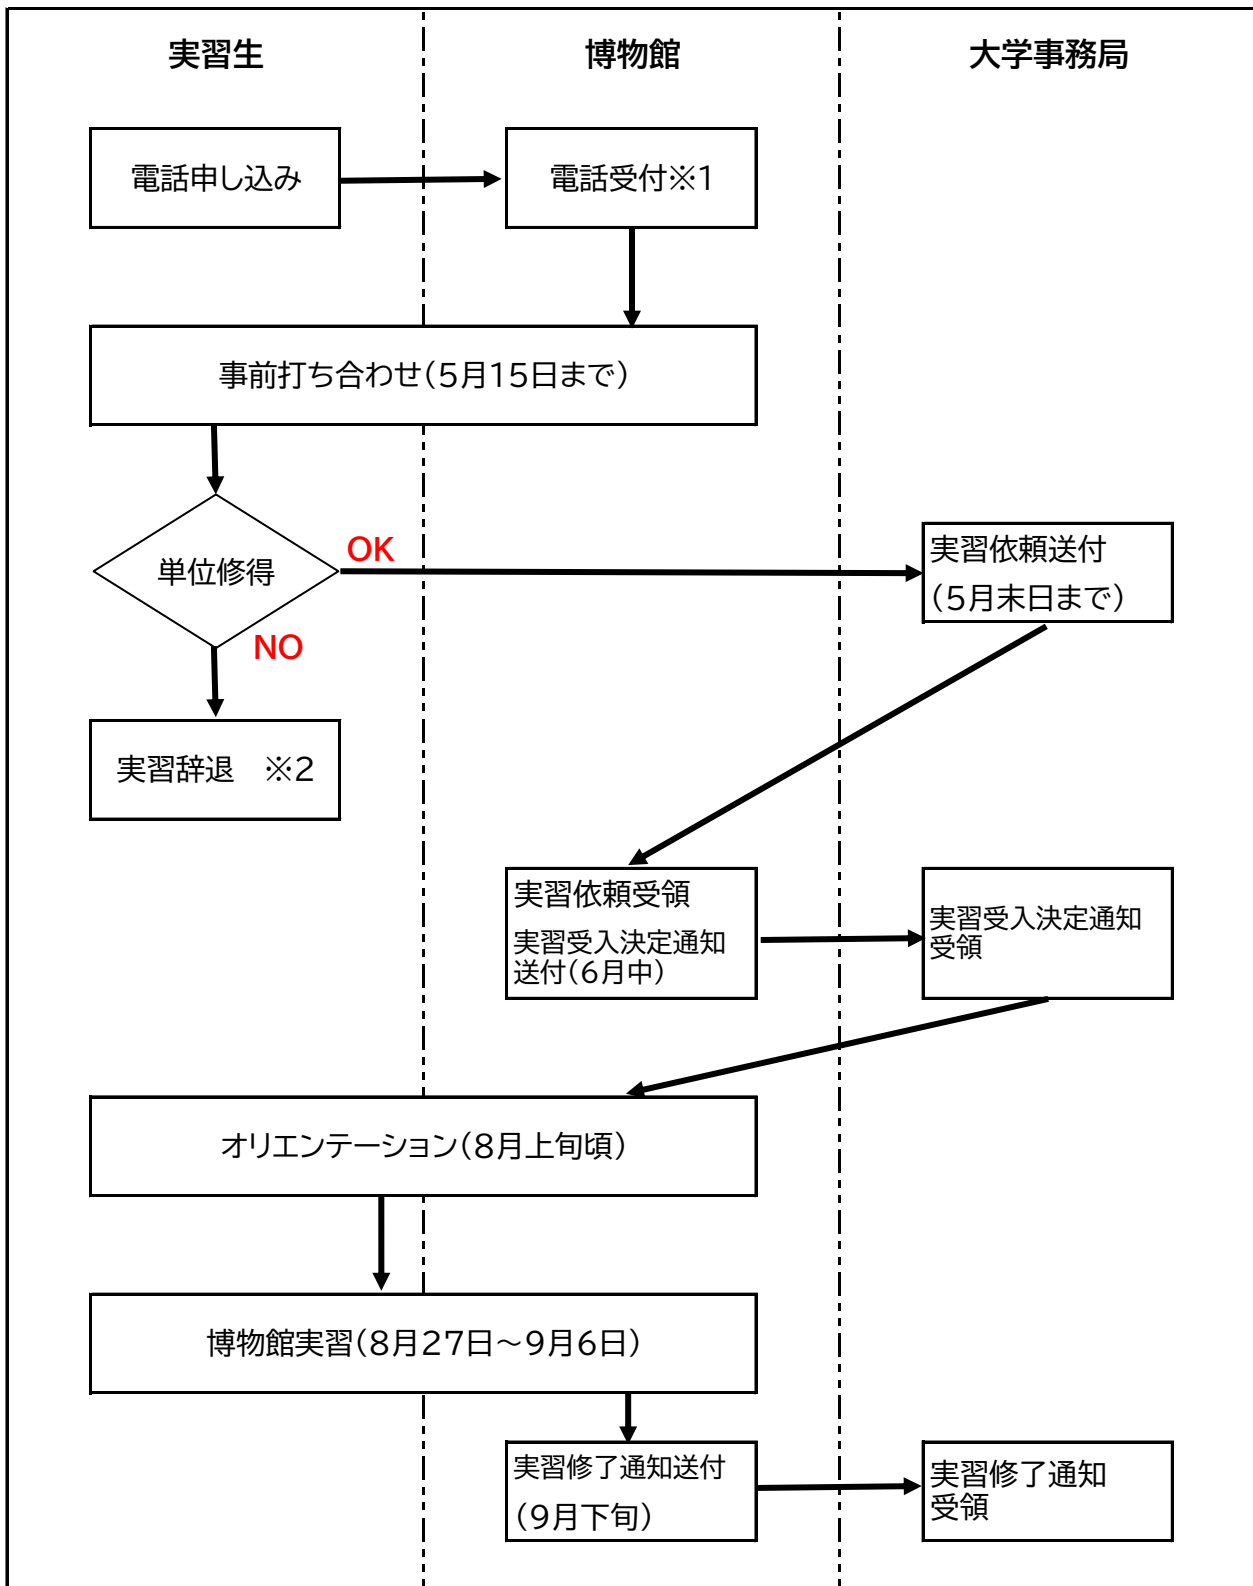 実習生
博物館
大学事務局
電話申し込み
電話受付※1
事前打ち合わせ(5月15日まで)
単位修得
OK
NO
実習依頼送付
(5月末日まで)
実習辞退　※2
実習依頼受領
実習受入決定通知
送付(6月中)
実習受入決定通知
受領
オリエンテーション(8月上旬頃)
博物館実習(8月27日～9月6日)
実習修了通知送付
(9月下旬)
実習修了通知
受領